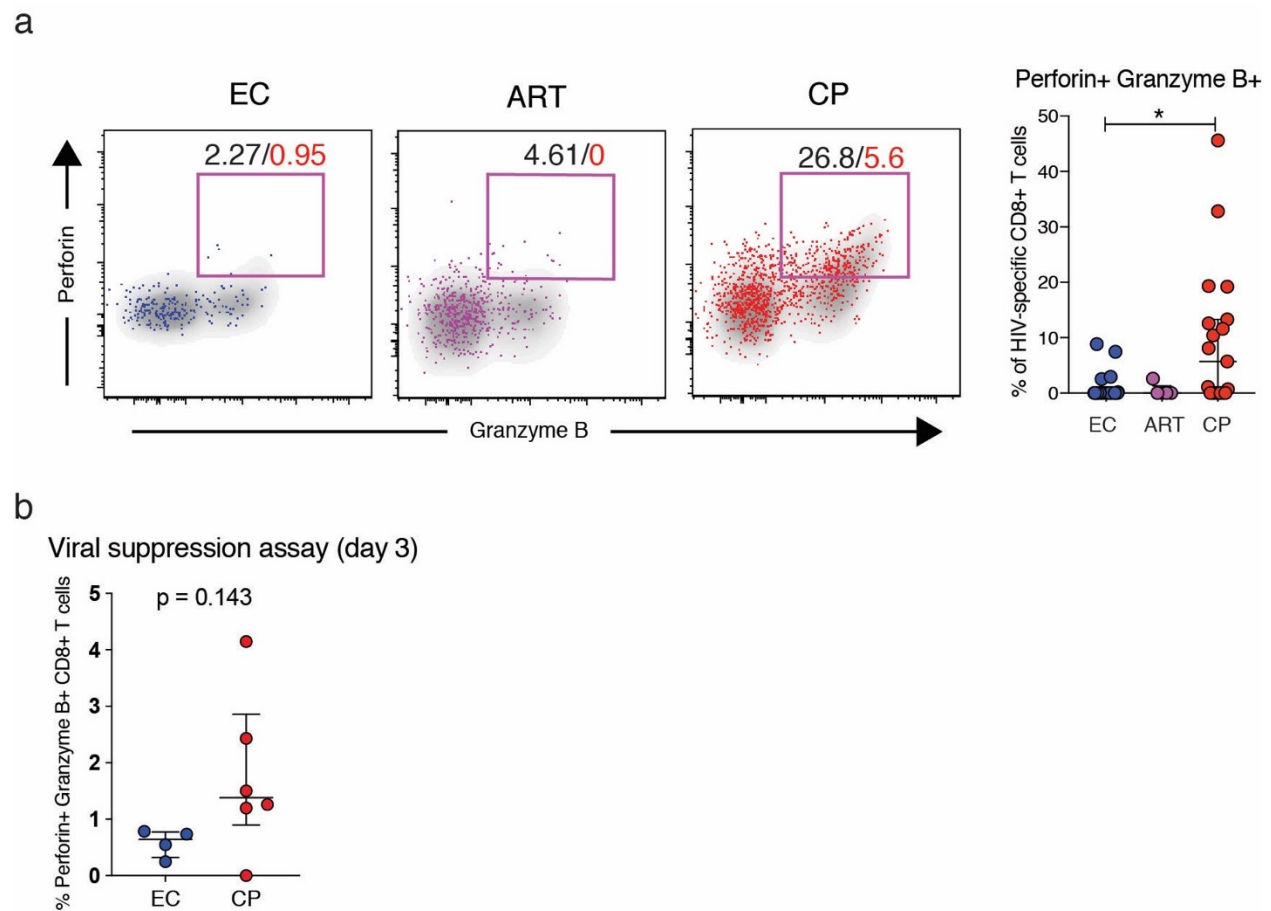 a
EC
ART
CP
Perforin+ Granzyme B+
2.27/0.95
4.61/0
26.8/5.6
Perforin
Granzyme B
% of HIV-specific CD8+ T cells
50
40
30
20
10
0
*
EC
ART
CP
b
Viral suppression assay (day 3)
% Perforin+ Granzyme B+ CD8+ T cells
p = 0.143
5
4
3
2
1
0
EC
CP